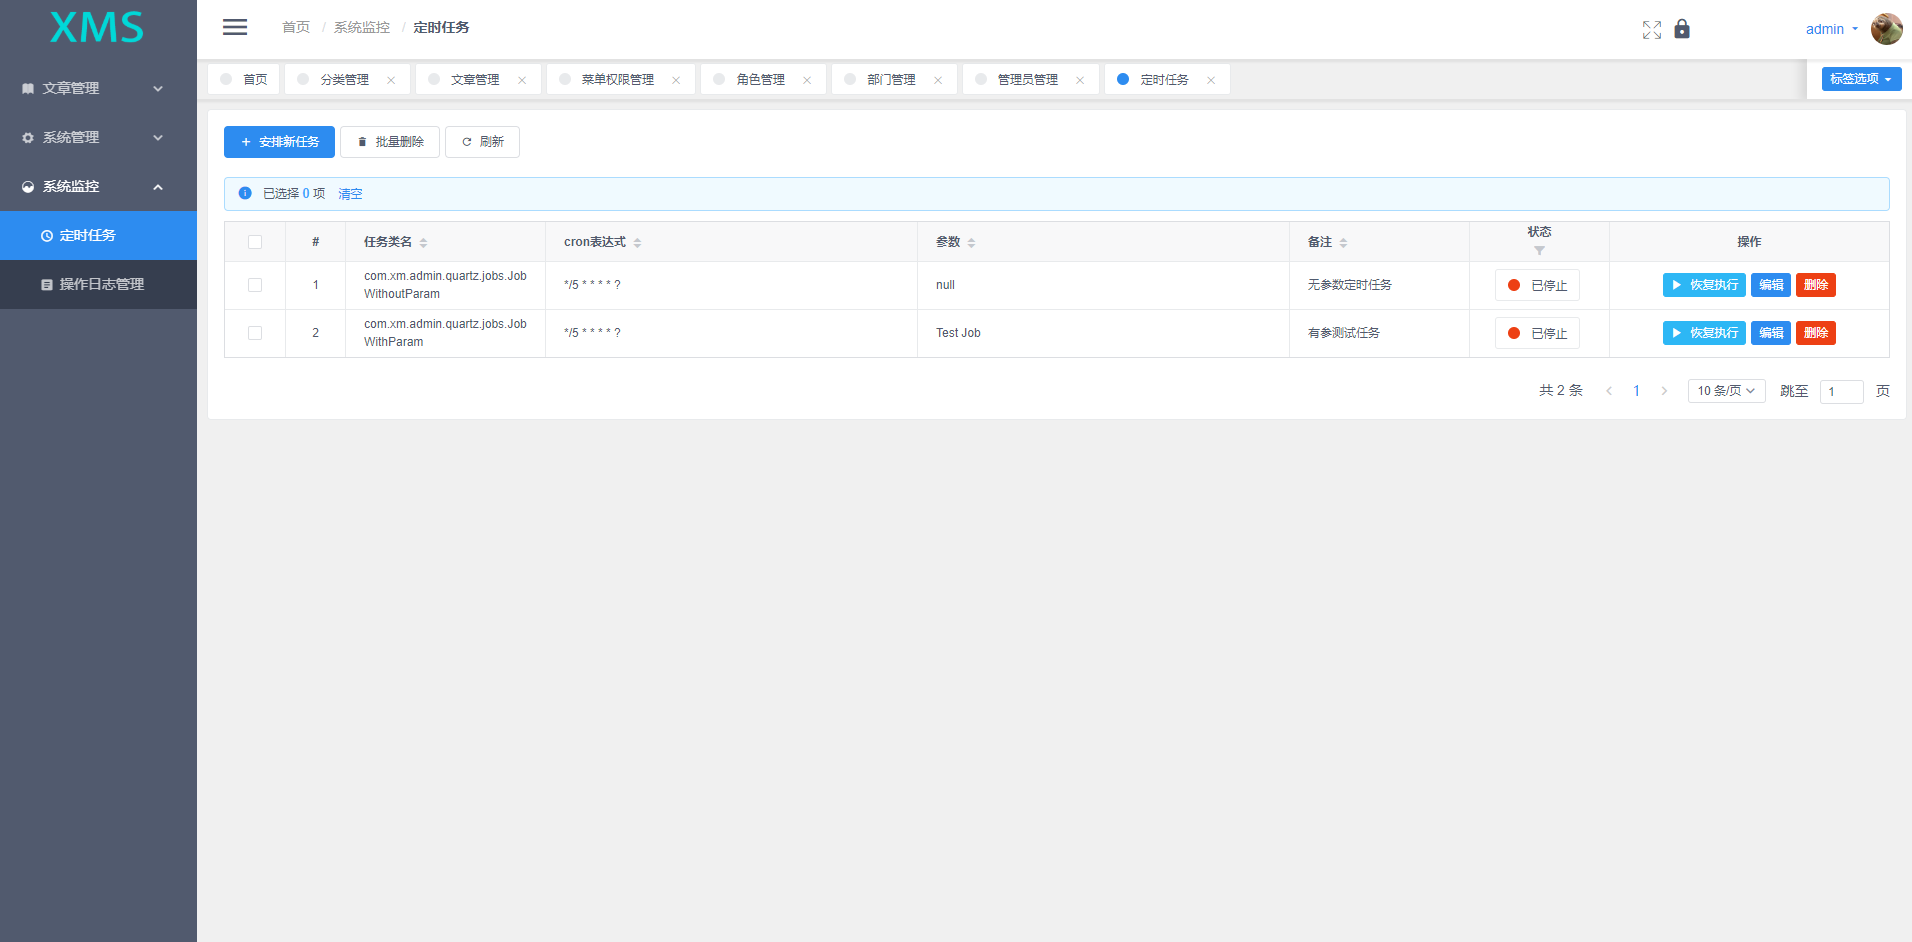 XMS
首页 / 系统监控 / 定时任务
admin
文章管理
系统管理
系统监控
定时任务
操作日志管理
首页 分类管理 文章管理 菜单权限管理 角色管理 部门管理 管理员管理 定时任务 标签选项
安排新任务 批量删除 刷新
已选择 0 项 清空
# 任务类名 cron表达式 参数 备注 状态 操作
1 com.xm.admin.quartz.jobs.Job */5 * * * * ? null 无参数定时任务 已停止 恢复执行 编辑 删除
WithoutParam
2 com.xm.admin.quartz.jobs.Job */5 * * * * ? Test Job 有参测试任务 已停止 恢复执行 编辑 删除
WithParam
共 2 条 1 10 条/页 跳至 1 页